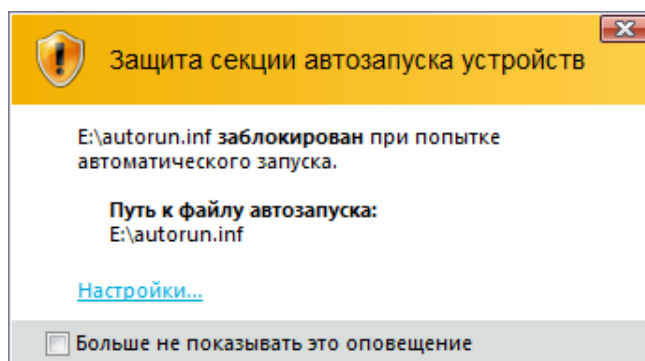 Защита секции автозапуска устройств
E:\autorun.inf заблокирован при попытке
автоматического запуска.
Путь к файлу автозапуска:
E:\autorun.inf
Настройки...
Больше не показывать это оповещение